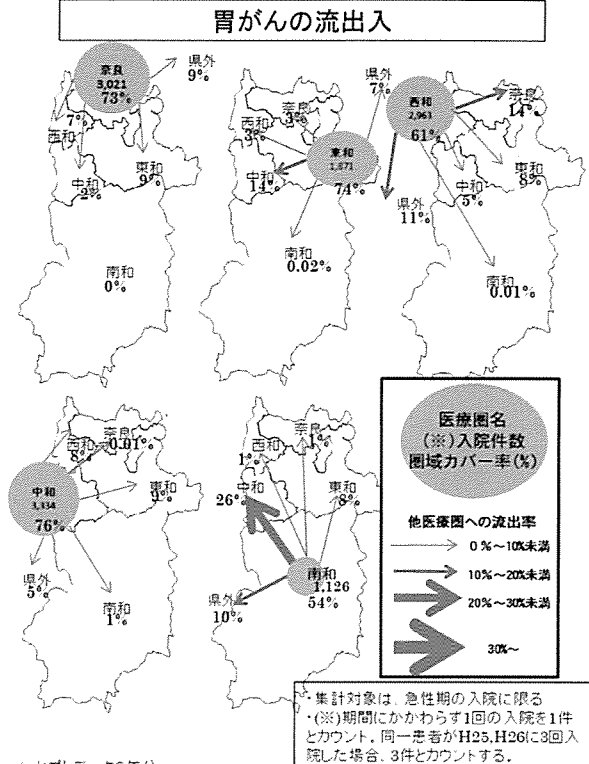 胃がんの流出入
奈良
3,021
73%
県外
9%
7%
西和
中和
2%
東和
9%
南和
0%
県外
7%
奈良
3%
西和
3%
東和
1,871
74%
中和
14%
南和
0.02%
西和
2,961
61%
奈良
14%
東和
8%
中和
5%
県外
11%
南和
0.01%
奈良
0.01%
西和
8%
中和
76%
東和
9%
県外
5%
南和
1%
西和
1%
奈良
1%
中和
26%
東和
8%
南和
1,126
54%
県外
10%
医療圏名
(※)入院件数
圏域カバー率(%)
他医療圏への流出率
0%~10%未満
10%~20%未満
20%~30%未満
30%~
・集計対象は、急性期の入院に限る
・(※)期間にかかわらず1回の入院を1件
とカウント。同一患者がH25,H26に3回入
院した場合、3件とカウントする。